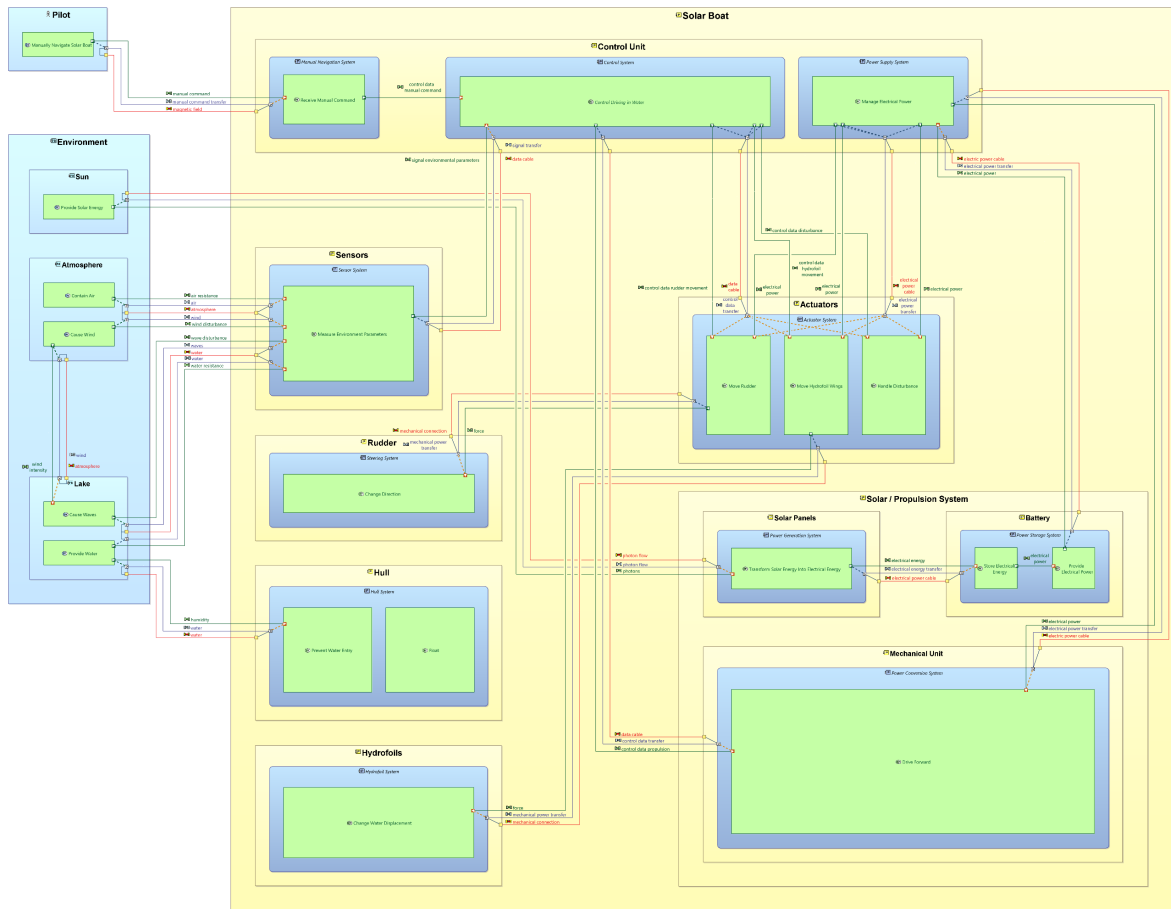 Pilot
Manually Navigate Solar Boat
Solar Boat
Control Unit
Manual Navigation System
Receive Manual Command
control data
manual command
Control System
Control Driving in Water
Power Supply System
Manage Electrical Power
manual command
manual command transfer
magnetic field
Environment
Sun
Provide Solar Energy
signal transfer
signal environmental parameters
data cable
electric power cable
electrical power transfer
electrical power
Atmosphere
Contain Air
Cause Wind
air resistance
air
atmosphere
wind
wind disturbance
wave disturbance
waves
water
water
water resistance
Sensors
Sensor System
Measure Environment Parameters
control data disturbance
control data
hydrofoil
movement
control data rudder movement
data
cable
electrical
power
electrical
power
electrical
power
cable
electrical power
control
data
transfer
electrical
power
transfer
Actuators
Actuator System
Move Rudder
Move Hydrofoil Wings
Handle Disturbance
mechanical connection
force
mechanical power
transfer
Rudder
Steering System
Change Direction
wind
intensity
wind
atmosphere
Lake
Cause Waves
Provide Water
Solar / Propulsion System
Solar Panels
Power Generation System
Transform Solar Energy into Electrical Energy
photon flow
photon flow
photons
electrical energy
electrical energy transfer
electrical power cable
Battery
Power Storage System
Store Electrical
Energy
electrical
power
Provide
Electrical Power
Hull
Hull System
Prevent Water Entry
Float
humidity
water
water
electrical power
electrical power transfer
electric power cable
Mechanical Unit
Power Conversion System
Drive Forward
data cable
control data transfer
control data propulsion
Hydrofoils
Hydrofoil System
Change Water Displacement
force
mechanical power transfer
mechanical connection